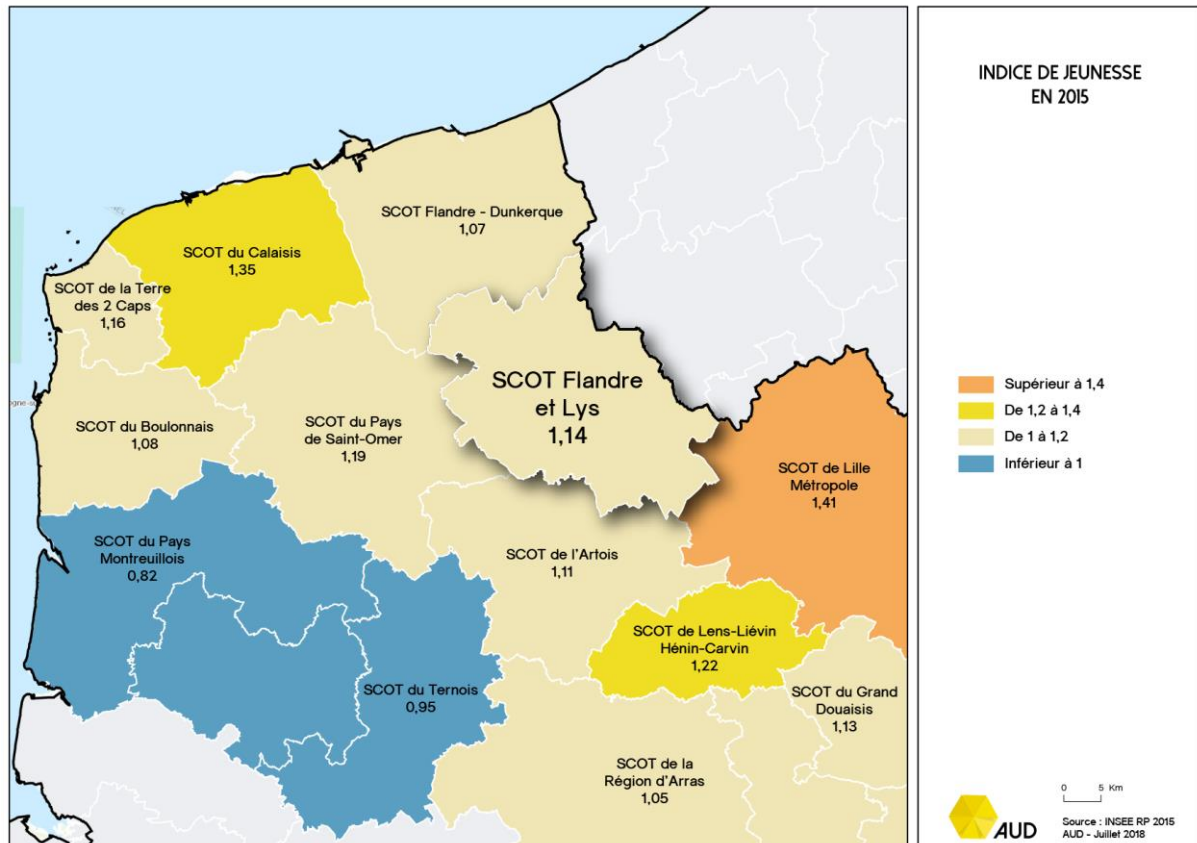 INDICE DE JEUNESSE
EN 2015
SCOT Flandre - Dunkerque
1,07
SCOT du Calaisis
1,35
SCOT de la Terre
des 2 Caps
1,16
SCOT Flandre
et Lys
1,14
SCOT du Boulonnais
1,08
SCOT du Pays
de Saint-Omer
1,19
SCOT de Lille
Métropole
1,41
SCOT du Pays
Montreuillois
0,82
SCOT de l'Artois
1,11
SCOT de Lens-Liévin
Hénin-Carvin
1,22
SCOT du Ternois
0,95
SCOT du Grand
Douaisis
1,13
SCOT de la
Région d'Arras
1,05
Supérieur à 1,4
De 1,2 à 1,4
De 1 à 1,2
Inférieur à 1
0 5 Km
AUD
Source : INSEE RP 2015
AUD - Juillet 2018